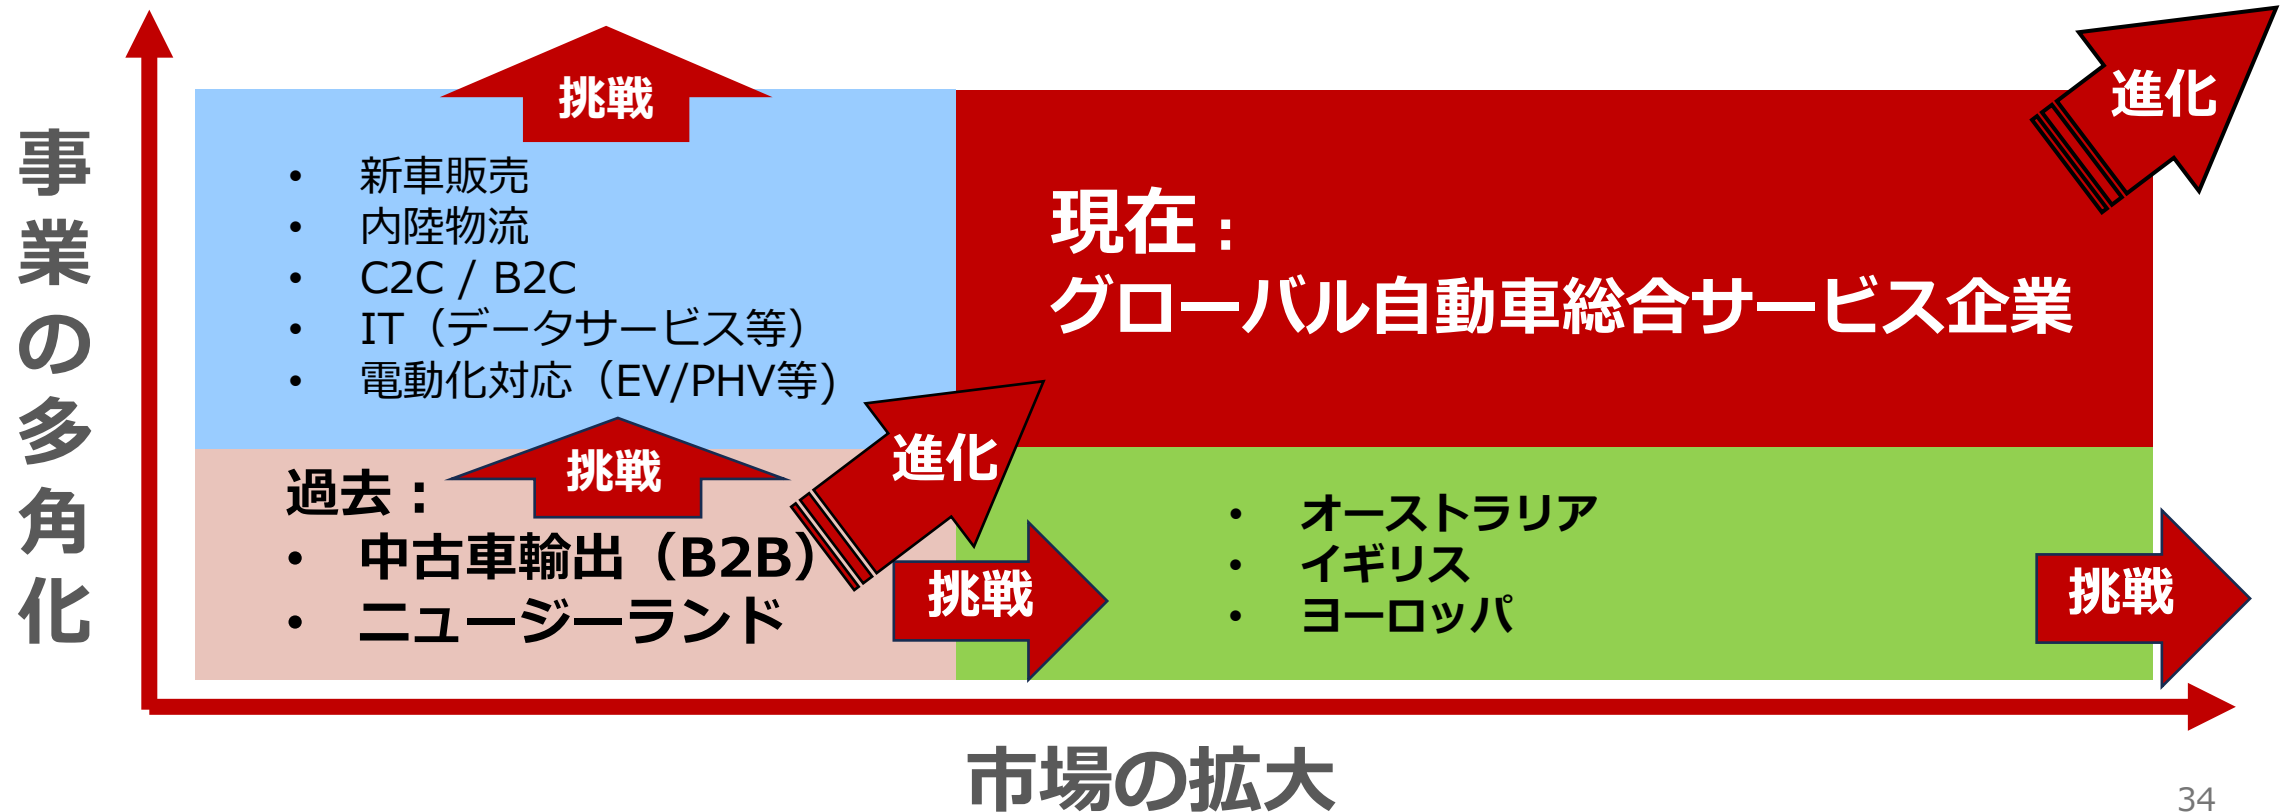 事業の多角化
挑戦
• 新車販売
• 内陸物流
• C2C / B2C
• IT（データサービス等）
• 電動化対応（EV/PHV等)
現在：
グローバル自動車総合サービス企業
進化
過去：
• 中古車輸出（B2B）
• ニュージーランド
挑戦
進化
挑戦
• オーストラリア
• イギリス
• ヨーロッパ
挑戦
市場の拡大
34